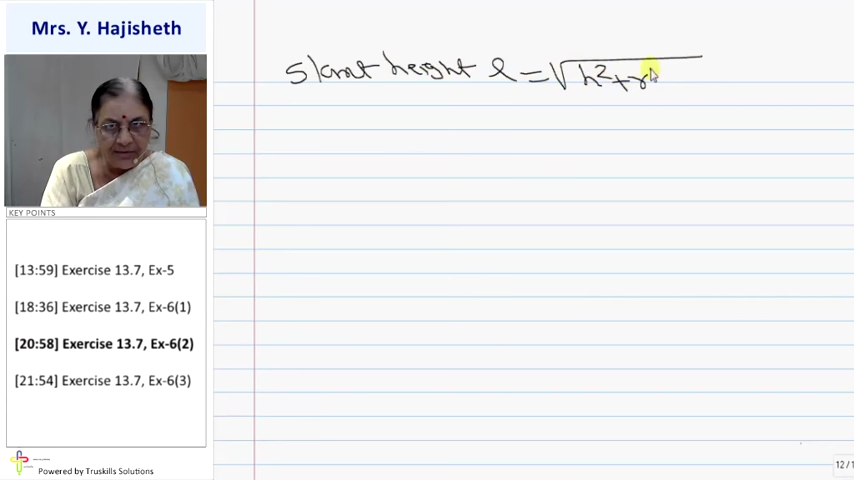 Mrs. Y. Hajisheth
slant height l = √h²+r
KEY POINTS
[13:59] Exercise 13.7, Ex-5
[18:36] Exercise 13.7, Ex-6(1)
[20:58] Exercise 13.7, Ex-6(2)
[21:54] Exercise 13.7, Ex-6(3)
Powered by Truskills Solutions
12/1